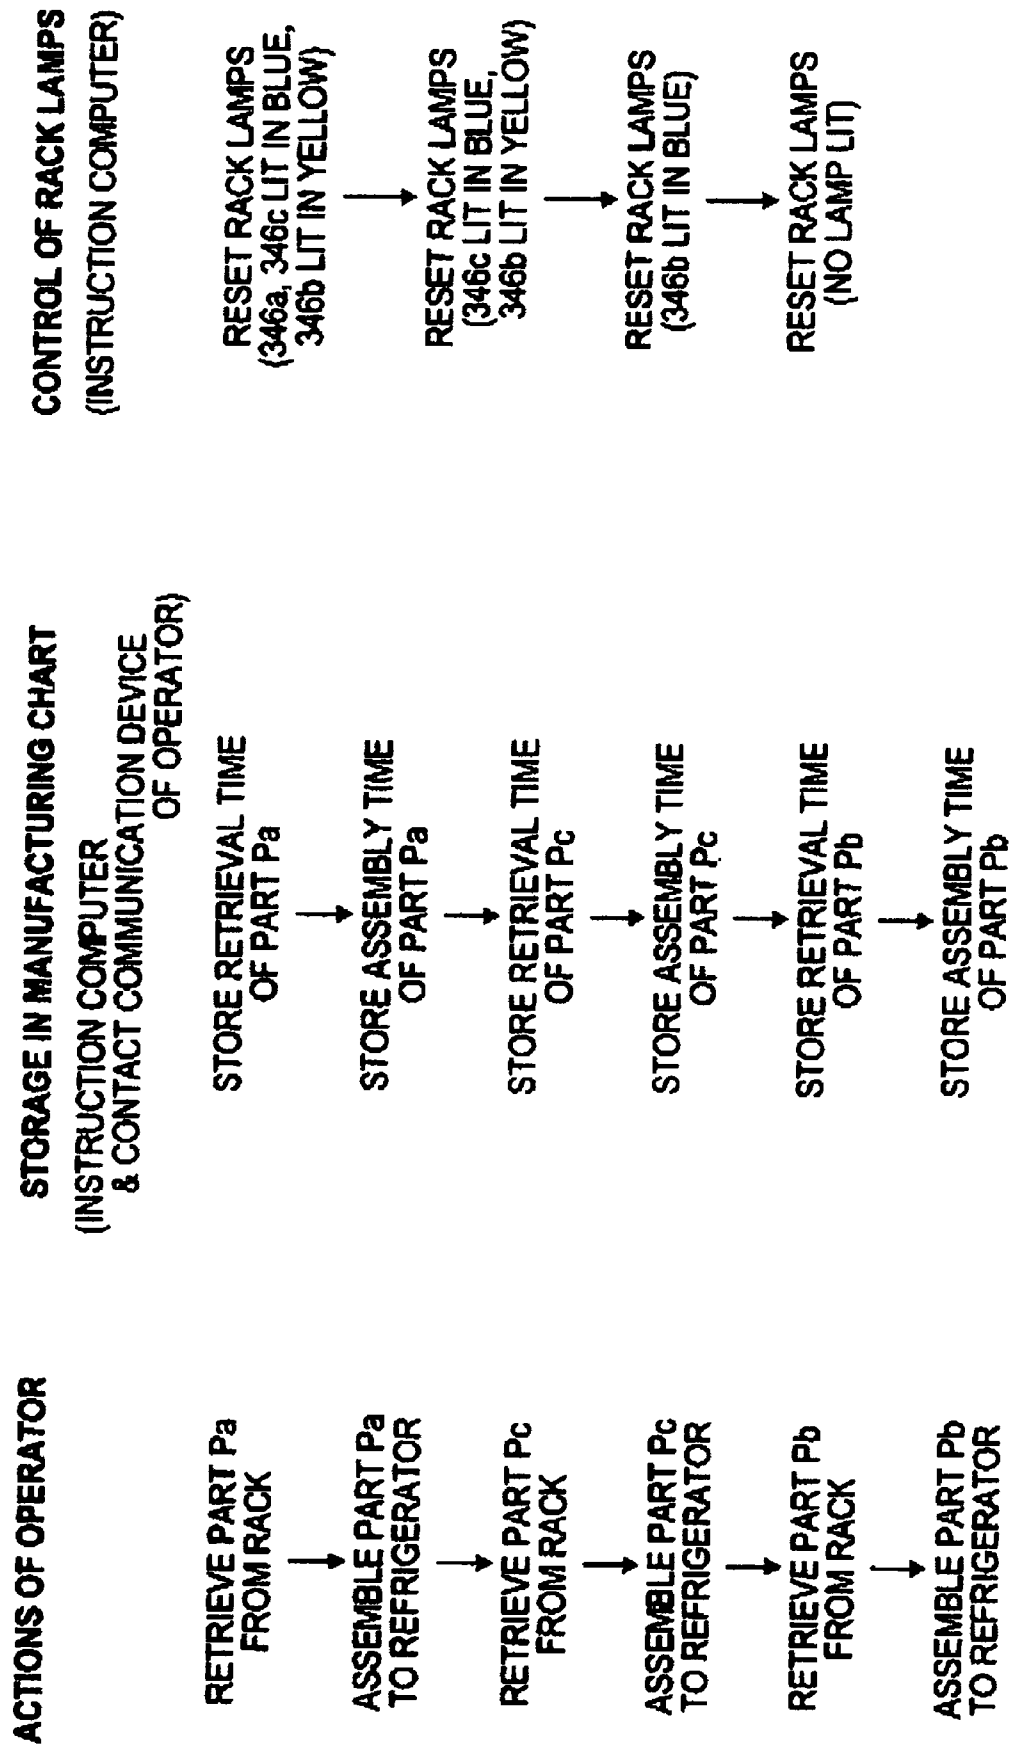 ACTIONS OF OPERATOR
RETRIEVE PART Pa
FROM RACK
ASSEMBLE PART Pa
TO REFRIGERATOR
RETRIEVE PART Pc
FROM RACK
ASSEMBLE PART Pc
TO REFRIGERATOR
RETRIEVE PART Pb
FROM RACK
ASSEMBLE PART Pb
TO REFRIGERATOR
STORAGE IN MANUFACTURING CHART
(INSTRUCTION COMPUTER
& CONTACT COMMUNICATION DEVICE
OF OPERATOR)
STORE RETRIEVAL TIME
OF PART Pa
STORE ASSEMBLY TIME
OF PART Pa
STORE RETRIEVAL TIME
OF PART Pc
STORE ASSEMBLY TIME
OF PART Pc
STORE RETRIEVAL TIME
OF PART Pb
STORE ASSEMBLY TIME
OF PART Pb
CONTROL OF RACK LAMPS
(INSTRUCTION COMPUTER)
RESET RACK LAMPS
(346a, 346c LIT IN BLUE,
346b LIT IN YELLOW)
RESET RACK LAMPS
(346c LIT IN BLUE,
346b LIT IN YELLOW)
RESET RACK LAMPS
(346b LIT IN BLUE)
RESET RACK LAMPS
(NO LAMP LIT)